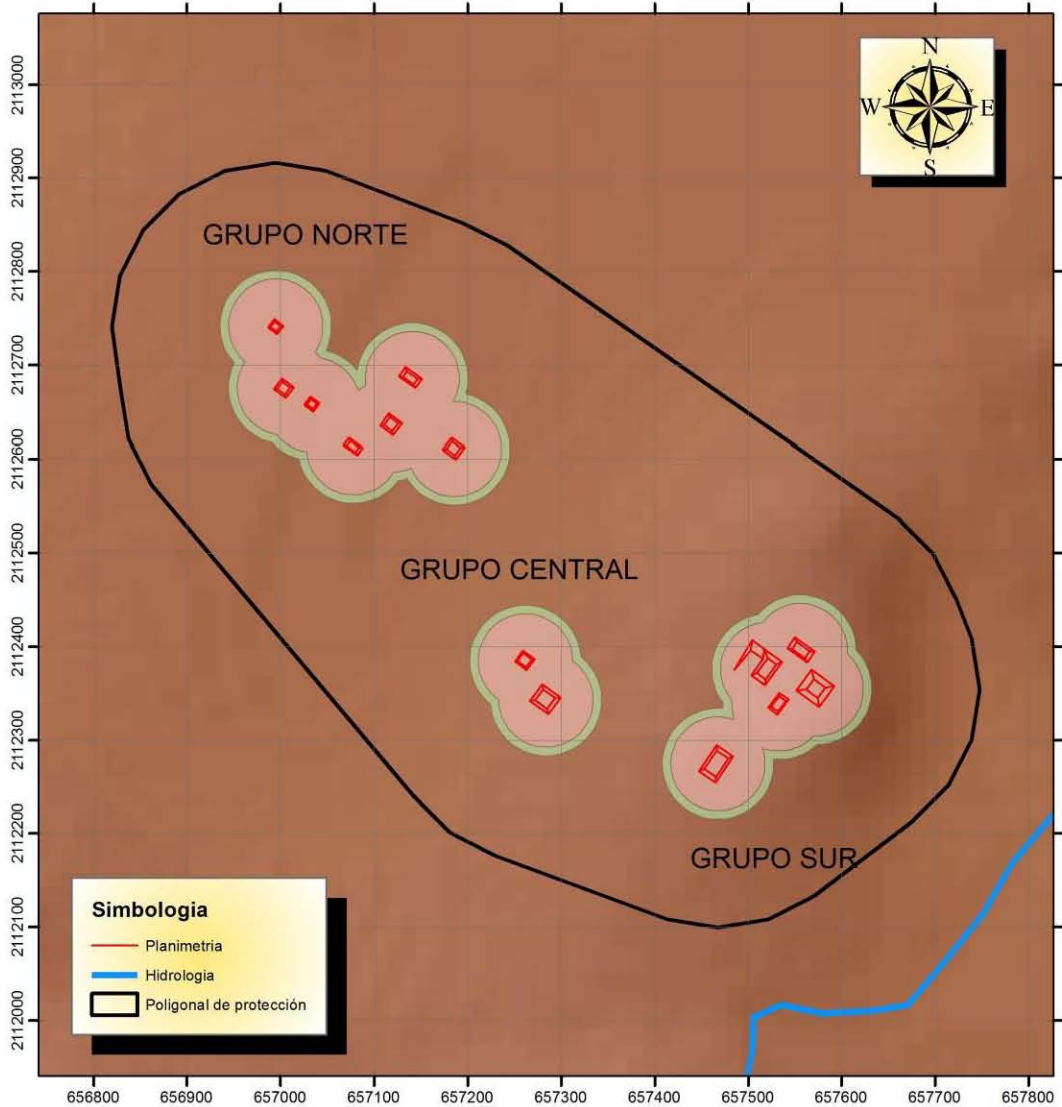 N
W E
S
GRUPO NORTE
GRUPO CENTRAL
GRUPO SUR
Simbologia
Planimetria
Hidrologia
Poligonal de protección
2113000
2112900
2112800
2112700
2112600
2112500
2112400
2112300
2112200
2112100
2112000
656800 656900 657000 657100 657200 657300 657400 657500 657600 657700 657800